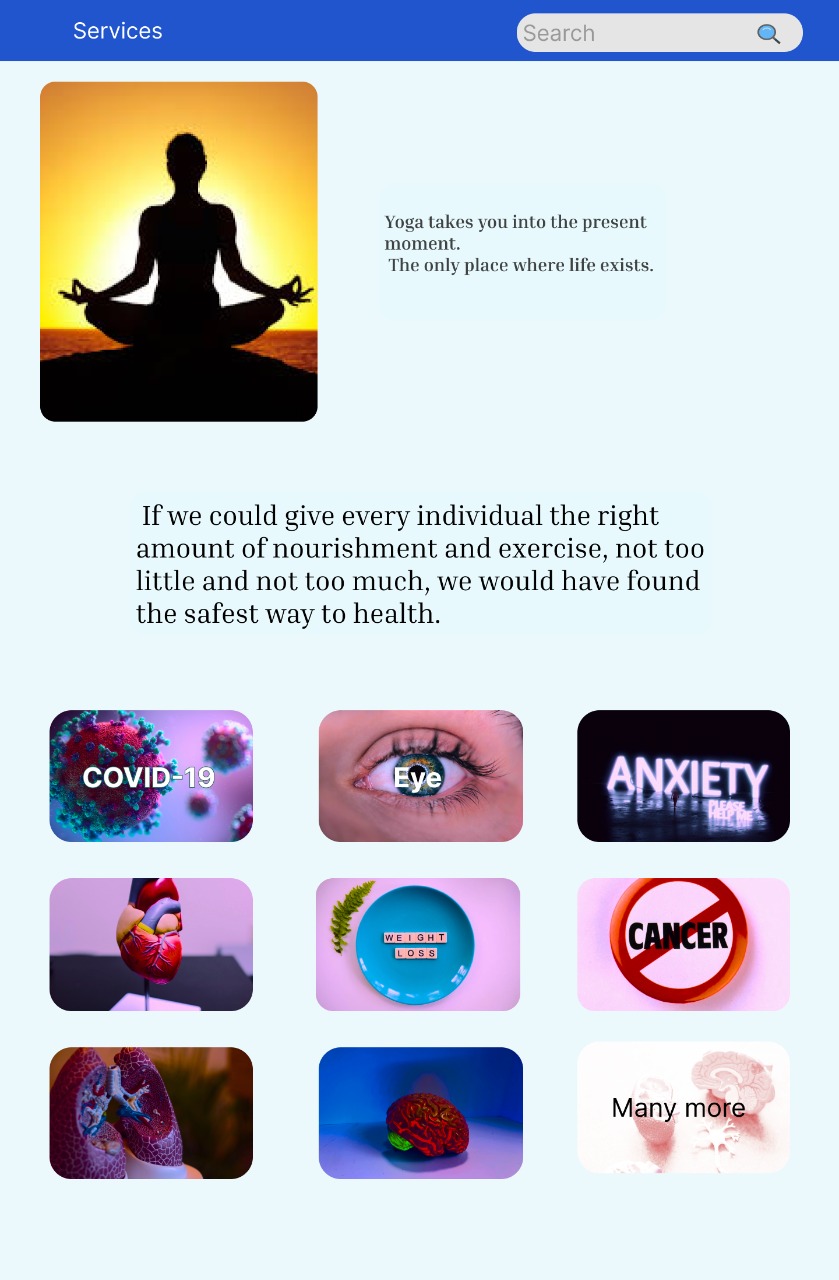 Services
Search
Yoga takes you into the present
moment.
The only place where life exists.
If we could give every individual the right
amount of nourishment and exercise, not too
little and not too much, we would have found
the safest way to health.
COVID-19
Eye
ANXIETY
PLEASE
HELP ME
WEIGHT
LOSS
CANCER
Many more